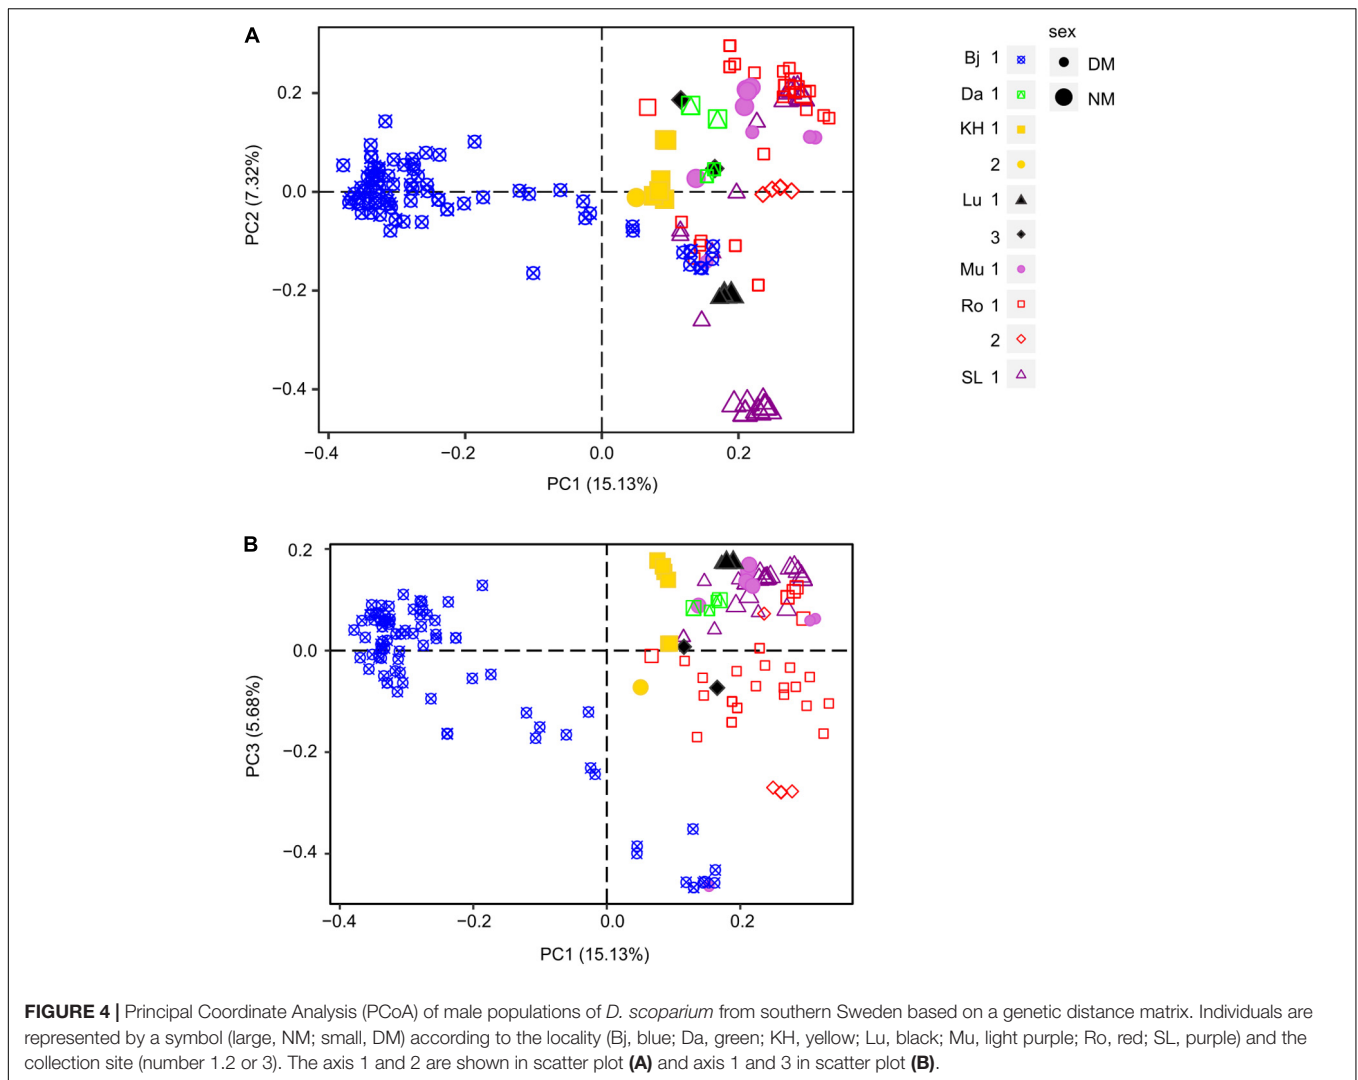 A
0.2
0.0
−0.2
−0.4
PC2 (7.32%)
−0.4
−0.2
0.0
0.2
PC1 (15.13%)
sex
Bj 1
Da 1
KH 1
2
Lu 1
3
Mu 1
Ro 1
2
SL 1
DM
NM
B
0.2
0.0
−0.2
−0.4
PC3 (5.68%)
−0.4
−0.2
0.0
0.2
PC1 (15.13%)
FIGURE 4 | Principal Coordinate Analysis (PCoA) of male populations of D. scoparium from southern Sweden based on a genetic distance matrix. Individuals are
represented by a symbol (large, NM; small, DM) according to the locality (Bj, blue; Da, green; KH, yellow; Lu, black; Mu, light purple; Ro, red; SL, purple) and the
collection site (number 1.2 or 3). The axis 1 and 2 are shown in scatter plot (A) and axis 1 and 3 in scatter plot (B).